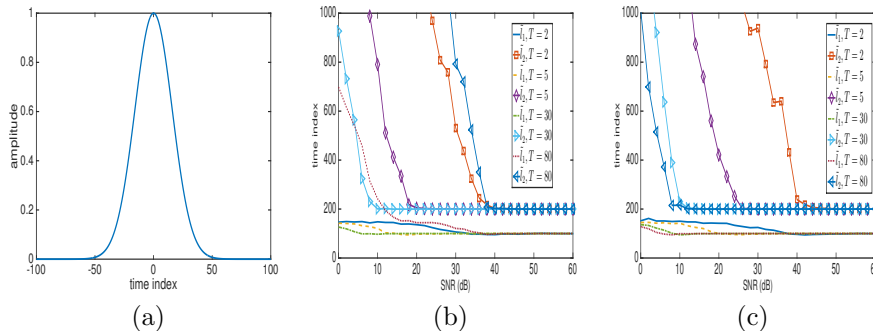 1
0.8
0.6
0.4
0.2
0
amplitude
-100
-50
0
50
100
time index
(a)
1000
800
600
400
200
0
time index
0
10
20
30
40
50
60
SNR (dB)
l̃₁, T = 2
l̃₂, T = 2
l̃₁, T = 5
l̃₂, T = 5
l̃₁, T = 30
l̃₂, T = 30
l̃₁, T = 80
l̃₂, T = 80
(b)
1000
800
600
400
200
0
time index
0
10
20
30
40
50
60
SNR (dB)
l̃₁, T = 2
l̃₂, T = 2
l̃₁, T = 5
l̃₂, T = 5
l̃₁, T = 30
l̃₂, T = 30
l̃₁, T = 80
l̃₂, T = 80
(c)